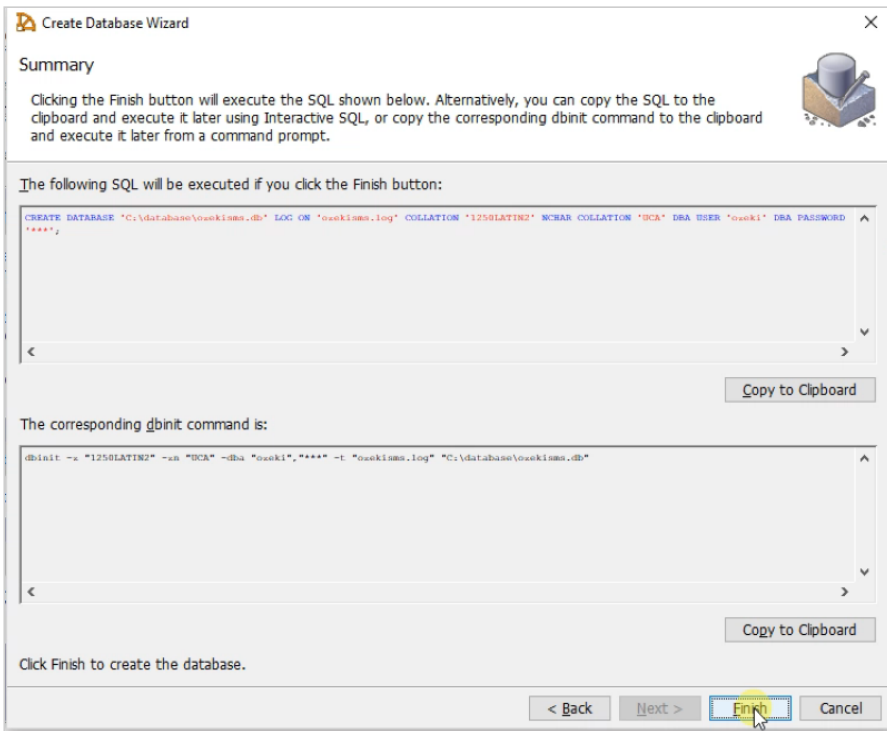 Create Database Wizard
Summary
Clicking the Finish button will execute the SQL shown below. Alternatively, you can copy the SQL to the
clipboard and execute it later using Interactive SQL, or copy the corresponding dbinit command to the clipboard
and execute it later from a command prompt.
The following SQL will be executed if you click the Finish button:
CREATE DATABASE 'C:\database\ozekisms.db' LOG ON 'ozekisms.log' COLLATION '1250LATIN2' NCHAR COLLATION 'UCA' DBA USER 'ozeki' DBA PASSWORD
'***';
Copy to Clipboard
The corresponding dbinit command is:
dbinit -z "1250LATIN2" -zn "UCA" -dba "ozeki","***" -t "ozekisms.log" "C:\database\ozekisms.db"
Copy to Clipboard
Click Finish to create the database.
< Back
Next >
Finish
Cancel